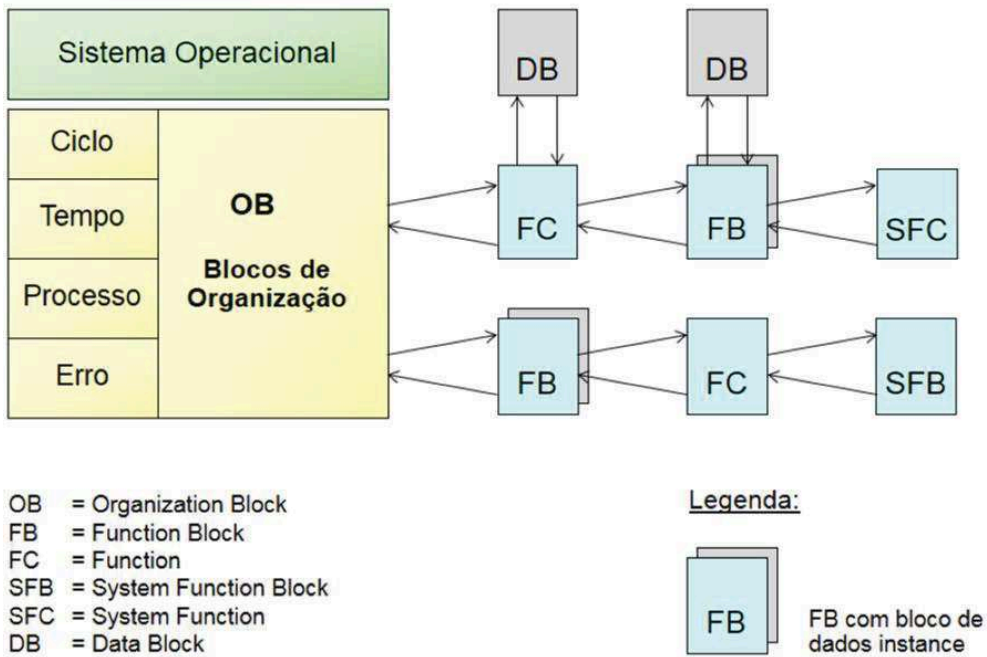 Sistema Operacional
Ciclo
Tempo
Processo
Erro
OB
Blocos de
Organização
DB
DB
FC
FB
SFC
FB
FC
SFB
OB = Organization Block
FB = Function Block
FC = Function
SFB = System Function Block
SFC = System Function
DB = Data Block
Legenda:
FB
FB com bloco de
dados instance